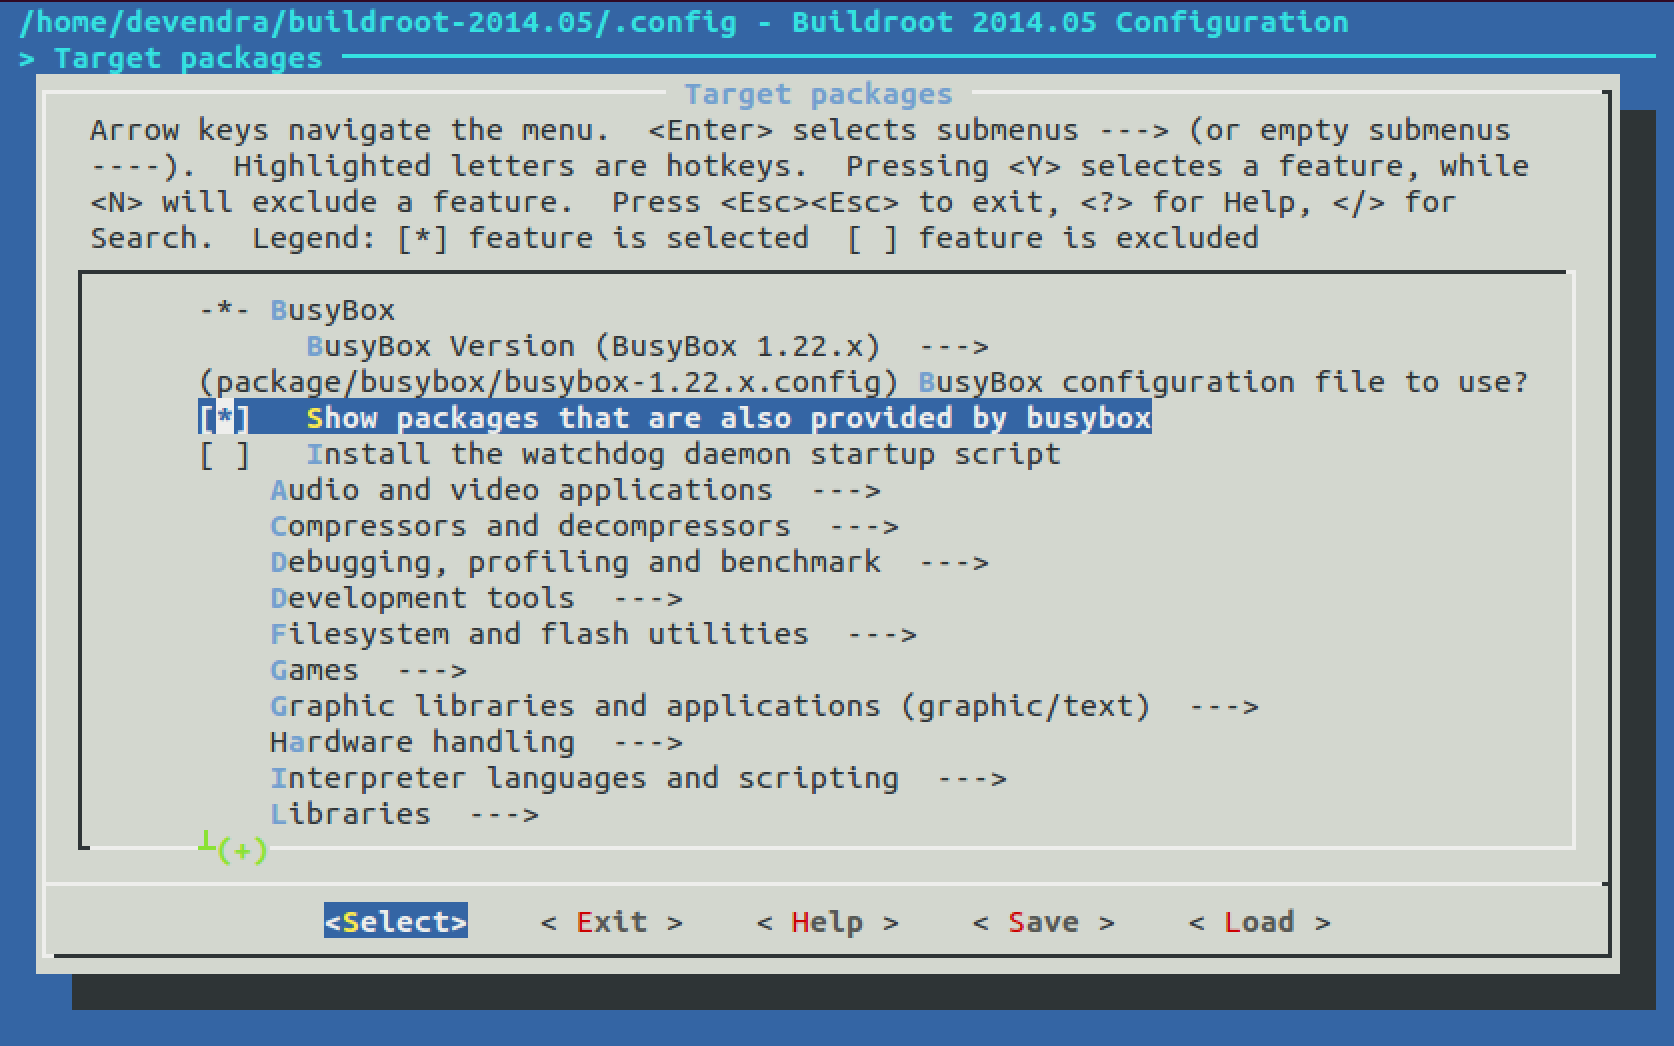 /home/devendra/buildroot-2014.05/.config - Buildroot 2014.05 Configuration
> Target packages
Target packages
Arrow keys navigate the menu.  <Enter> selects submenus ---> (or empty submenus
----).  Highlighted letters are hotkeys.  Pressing <Y> selectes a feature, while
<N> will exclude a feature.  Press <Esc><Esc> to exit, <?> for Help, </> for
Search.  Legend: [*] feature is selected  [ ] feature is excluded
-*- BusyBox
BusyBox Version (BusyBox 1.22.x)  --->
(package/busybox/busybox-1.22.x.config) BusyBox configuration file to use?
[*]   Show packages that are also provided by busybox
[ ]   Install the watchdog daemon startup script
Audio and video applications  --->
Compressors and decompressors  --->
Debugging, profiling and benchmark  --->
Development tools  --->
Filesystem and flash utilities  --->
Games  --->
Graphic libraries and applications (graphic/text)  --->
Hardware handling  --->
Interpreter languages and scripting  --->
Libraries  --->
┴(+)
<Select>    < Exit >    < Help >    < Save >    < Load >